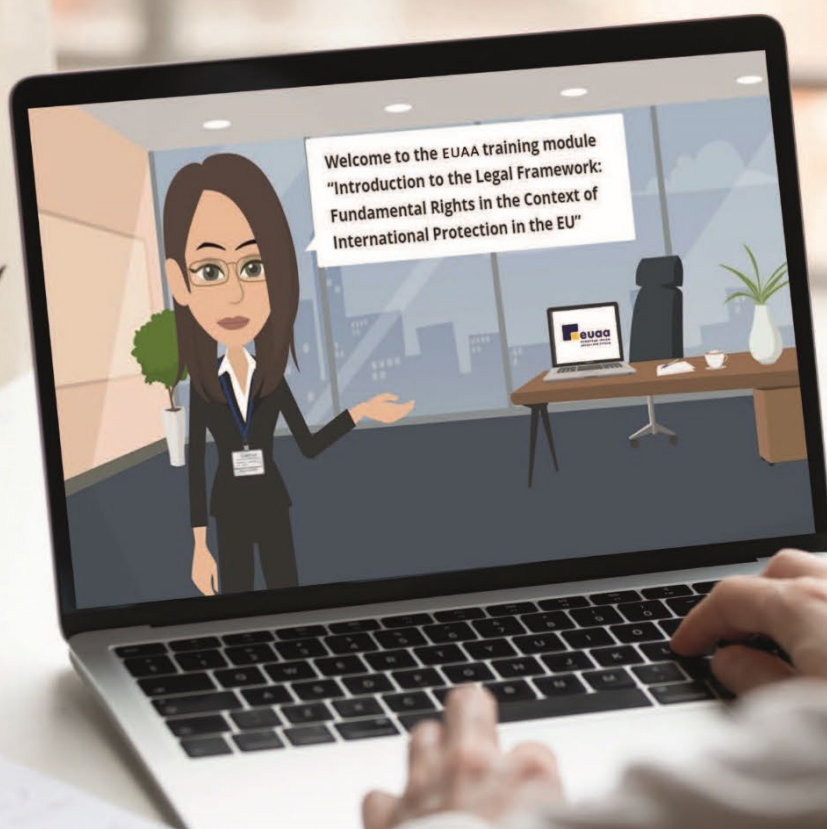 Welcome to the EUAA training module
“Introduction to the Legal Framework:
Fundamental Rights in the Context of
International Protection in the EU”
euaa